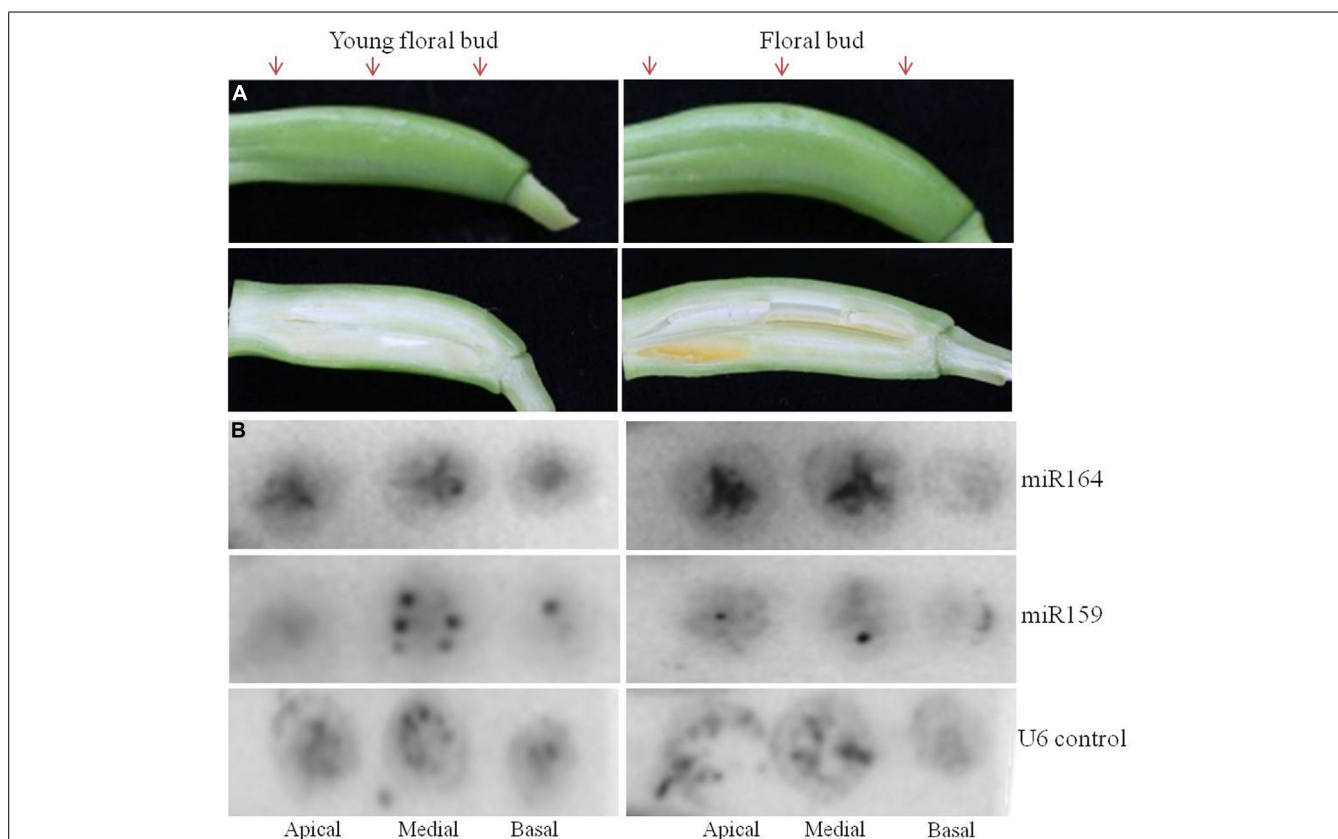 Young floral bud
Floral bud
A
B
miR164
miR159
U6 control
Apical Medial Basal
Apical Medial Basal